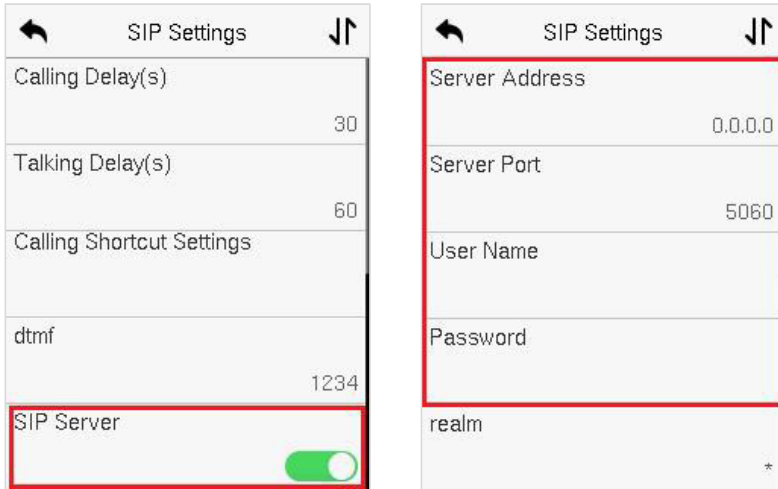 SIP Settings
Calling Delay(s)
30
Talking Delay(s)
60
Calling Shortcut Settings
dtmf
1234
SIP Server
SIP Settings
Server Address
0.0.0.0
Server Port
5060
User Name
Password
realm
*